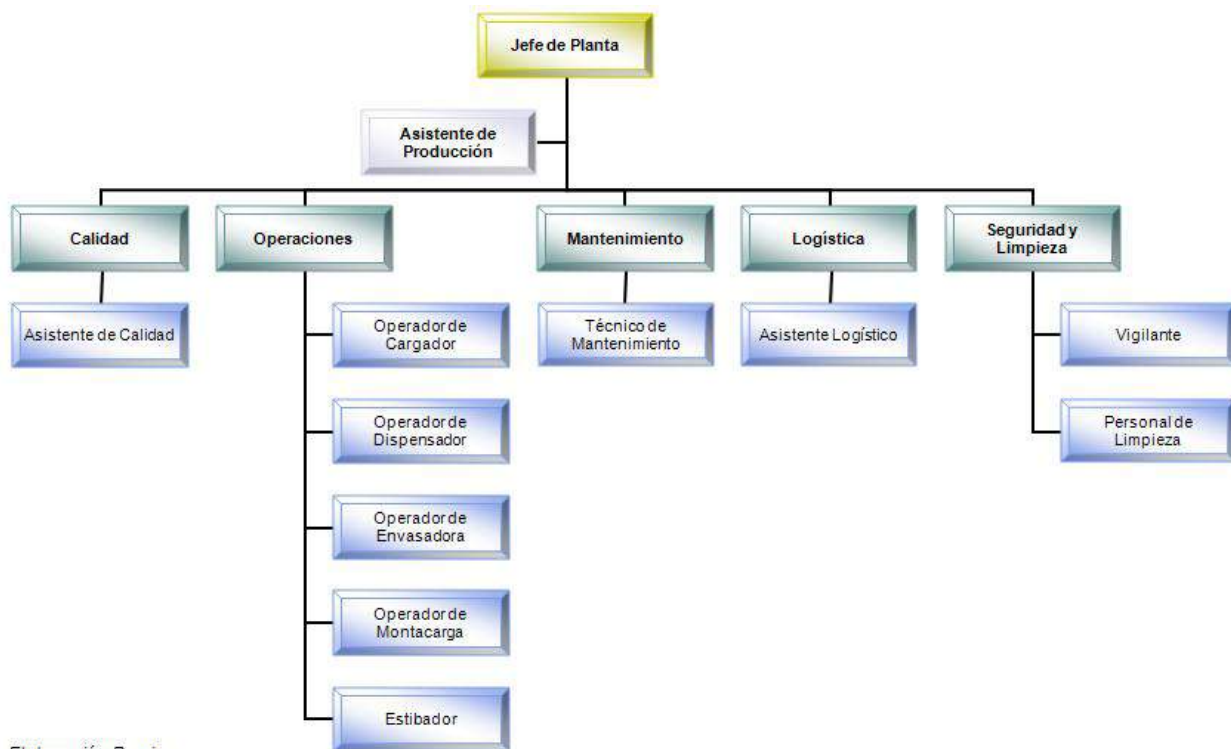 Jefe de Planta
Asistente de
Producción
Calidad
Operaciones
Mantenimiento
Logística
Seguridad y
Limpieza
Asistente de Calidad
Operador de
Cargador
Técnico de
Mantenimiento
Asistente Logístico
Vigilante
Operador de
Dispensador
Personal de
Limpieza
Operador de
Envasadora
Operador de
Montacarga
Estibador